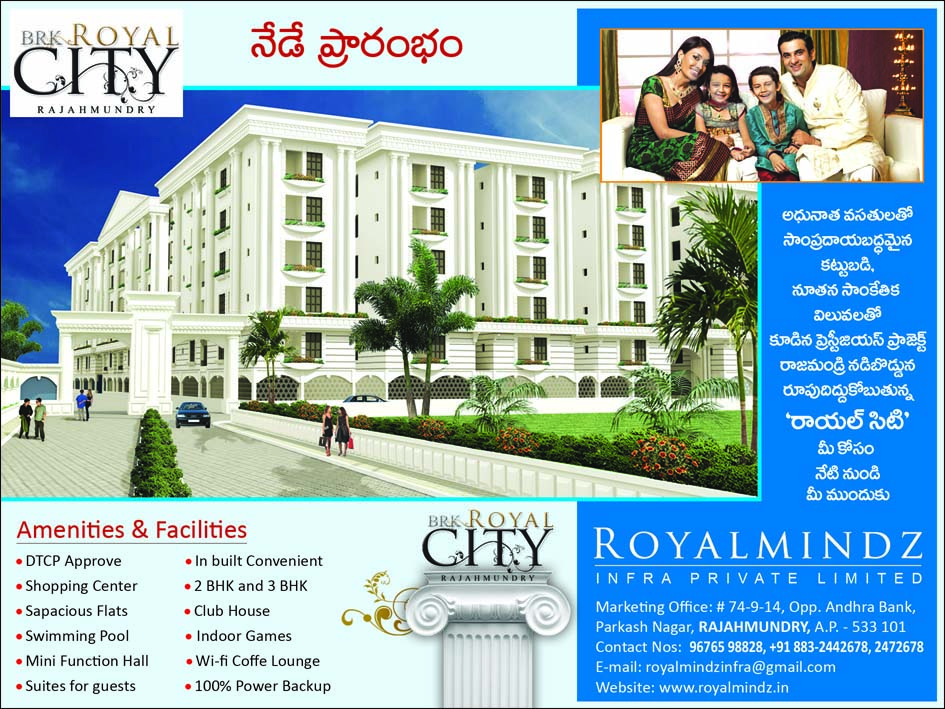 BRK ROYAL
CITY
RAJAHMUNDRY
నేడే ప్రారంభం
అధునాత వసతులతో
సాంప్రదాయబద్ధమైన
కట్టుబడి,
నూతన సాంకేతిక
విలువలతో
కూడిన ప్రెస్టీజియస్ ప్రాజెక్ట్
రాజమండ్రి నడిబొడ్డున
రూపుదిద్దుకోబుతున్న
‘రాయల్ సిటి’
మీ కోసం
నేటి నుండి
మీ ముందుకు
Amenities & Facilities
• DTCP Approve
• Shopping Center
• Sapacious Flats
• Swimming Pool
• Mini Function Hall
• Suites for guests
• In built Convenient
• 2 BHK and 3 BHK
• Club House
• Indoor Games
• Wi-fi Coffe Lounge
• 100% Power Backup
BRK ROYAL
CITY
RAJAHMUNDRY
ROYALMINDZ
INFRA PRIVATE LIMITED
Marketing Office: # 74-9-14, Opp. Andhra Bank,
Parkash Nagar, RAJAHMUNDRY, A.P. - 533 101
Contact Nos: 96765 98828, +91 883-2442678, 2472678
E-mail: royalmindzinfra@gmail.com
Website: www.royalmindz.in